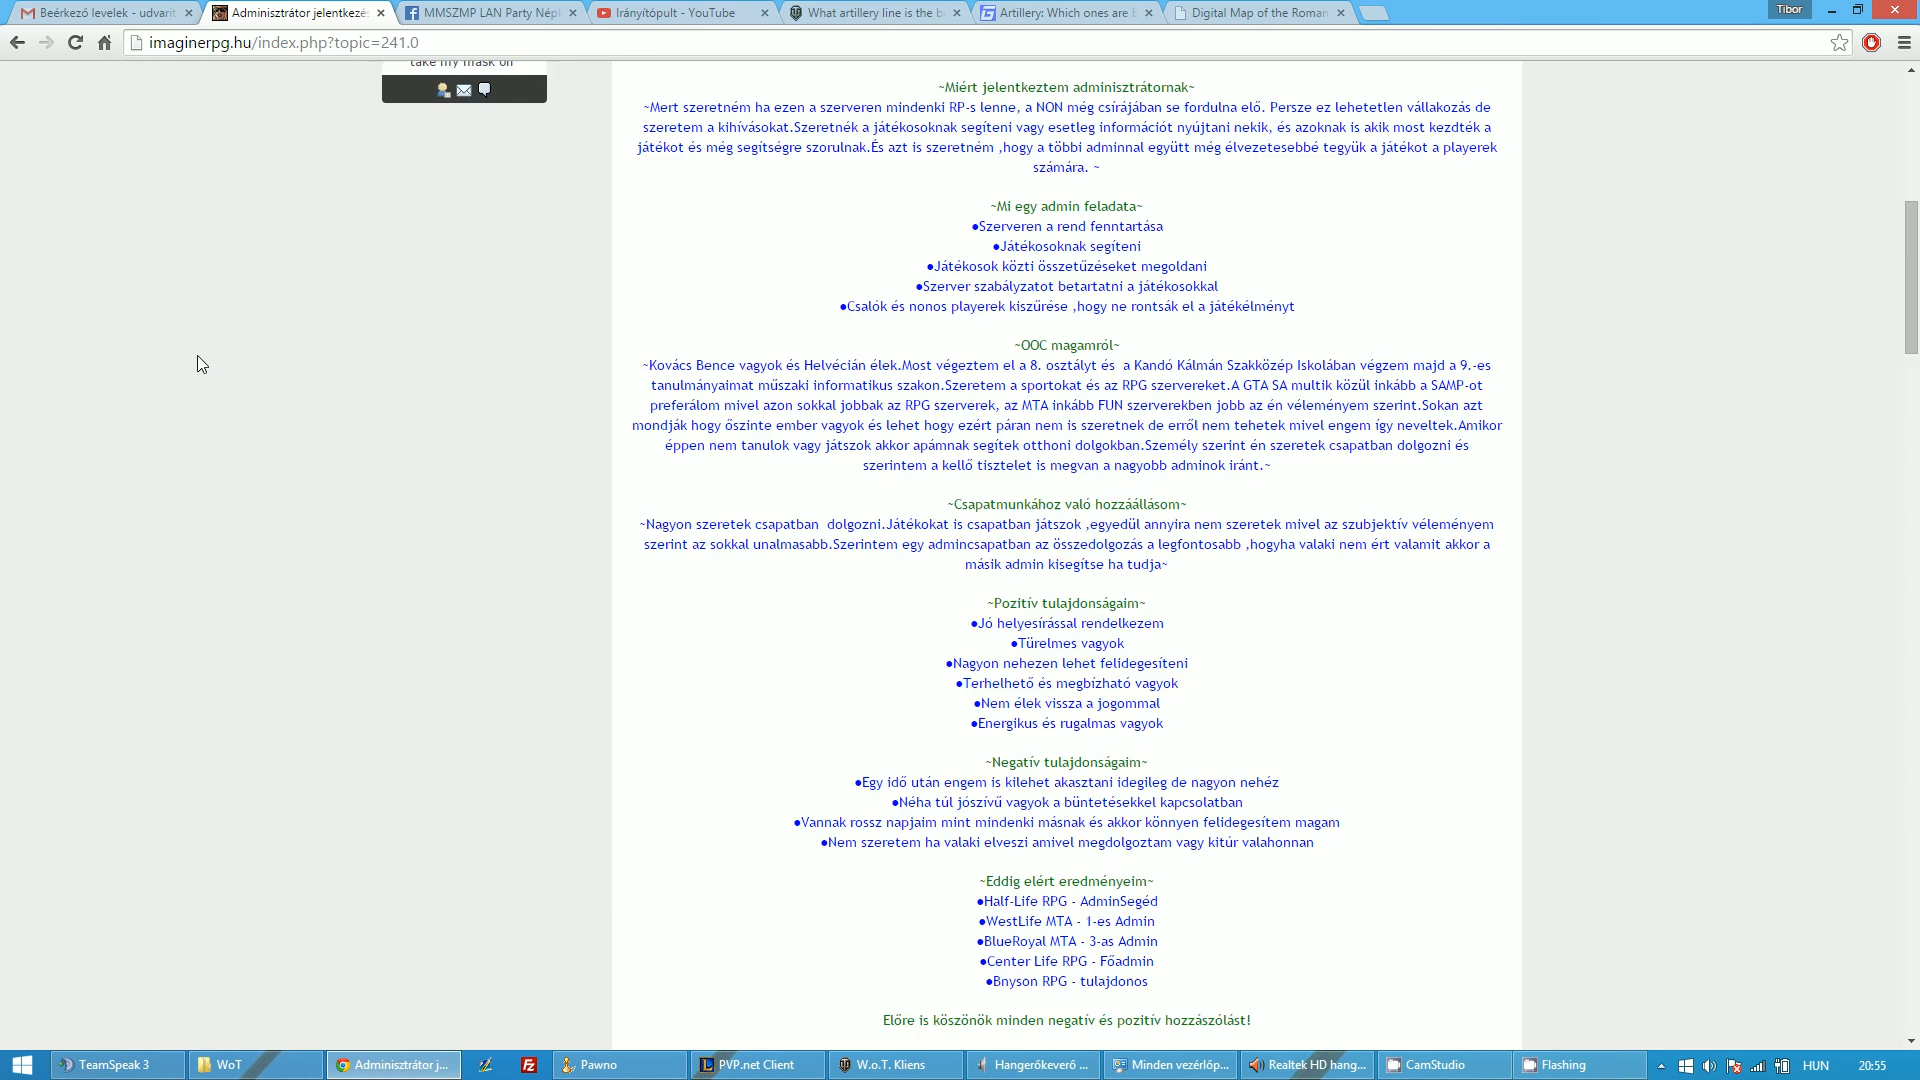 Beérkező levelek - udvarit
Adminisztrátor jelentkezés
MMSZMP LAN Party Népl
Irányítópult - YouTube
What artillery line is the b
Artillery: Which ones are b
Digital Map of the Roman
Tibor
imaginerpg.hu/index.php?topic=241.0
take my mask off
~Miért jelentkeztem adminisztrátornak~
~Mert szeretném ha ezen a szerveren mindenki RP-s lenne, a NON még csírájában se fordulna elő. Persze ez lehetetlen vállakozás de
szeretem a kihívásokat.Szeretnék a játékosoknak segíteni vagy esetleg információt nyújtani nekik, és azoknak is akik most kezdték a
játékot és még segítségre szorulnak.És azt is szeretném ,hogy a többi adminnal együtt még élvezetesebbé tegyük a játékot a playerek
számára. ~
~Mi egy admin feladata~
●Szerveren a rend fenntartása
●Játékosoknak segíteni
●Játékosok közti összetűzéseket megoldani
●Szerver szabályzatot betartatni a játékosokkal
●Csalók és nonos playerek kiszűrése ,hogy ne rontsák el a játékélményt
~OOC magamról~
~Kovács Bence vagyok és Helvécián élek.Most végeztem el a 8. osztályt és  a Kandó Kálmán Szakközép Iskolában végzem majd a 9.-es
tanulmányaimat műszaki informatikus szakon.Szeretem a sportokat és az RPG szervereket.A GTA SA multik közül inkább a SAMP-ot
preferálom mivel azon sokkal jobbak az RPG szerverek, az MTA inkább FUN szerverekben jobb az én véleményem szerint.Sokan azt
mondják hogy őszinte ember vagyok és lehet hogy ezért páran nem is szeretnek de erről nem tehetek mivel engem így neveltek.Amikor
éppen nem tanulok vagy játszok akkor apámnak segítek otthoni dolgokban.Személy szerint én szeretek csapatban dolgozni és
szerintem a kellő tisztelet is megvan a nagyobb adminok iránt.~
~Csapatmunkához való hozzáállásom~
~Nagyon szeretek csapatban  dolgozni.Játékokat is csapatban játszok ,egyedül annyira nem szeretek mivel az szubjektív véleményem
szerint az sokkal unalmasabb.Szerintem egy admincsapatban az összedolgozás a legfontosabb ,hogyha valaki nem ért valamit akkor a
másik admin kisegítse ha tudja~
~Pozitív tulajdonságaim~
●Jó helyesírással rendelkezem
●Türelmes vagyok
●Nagyon nehezen lehet felidegesíteni
●Terhelhető és megbízható vagyok
●Nem élek vissza a jogommal
●Energikus és rugalmas vagyok
~Negatív tulajdonságaim~
●Egy idő után engem is kilehet akasztani idegileg de nagyon nehéz
●Néha túl jószívű vagyok a büntetésekkel kapcsolatban
●Vannak rossz napjaim mint mindenki másnak és akkor könnyen felidegesítem magam
●Nem szeretem ha valaki elveszi amivel megdolgoztam vagy kitúr valahonnan
~Eddig elért eredményeim~
●Half-Life RPG - AdminSegéd
●WestLife MTA - 1-es Admin
●BlueRoyal MTA - 3-as Admin
●Center Life RPG - Főadmin
●Bnyson RPG - tulajdonos
Előre is köszönök minden negatív és pozitív hozzászólást!
TeamSpeak 3
WoT
Adminisztrátor j...
Pawno
PVP.net Client
W.o.T. Kliens
Hangerőkeverő ...
Minden vezérlőp...
Realtek HD hang...
CamStudio
Flashing
HUN
20:55